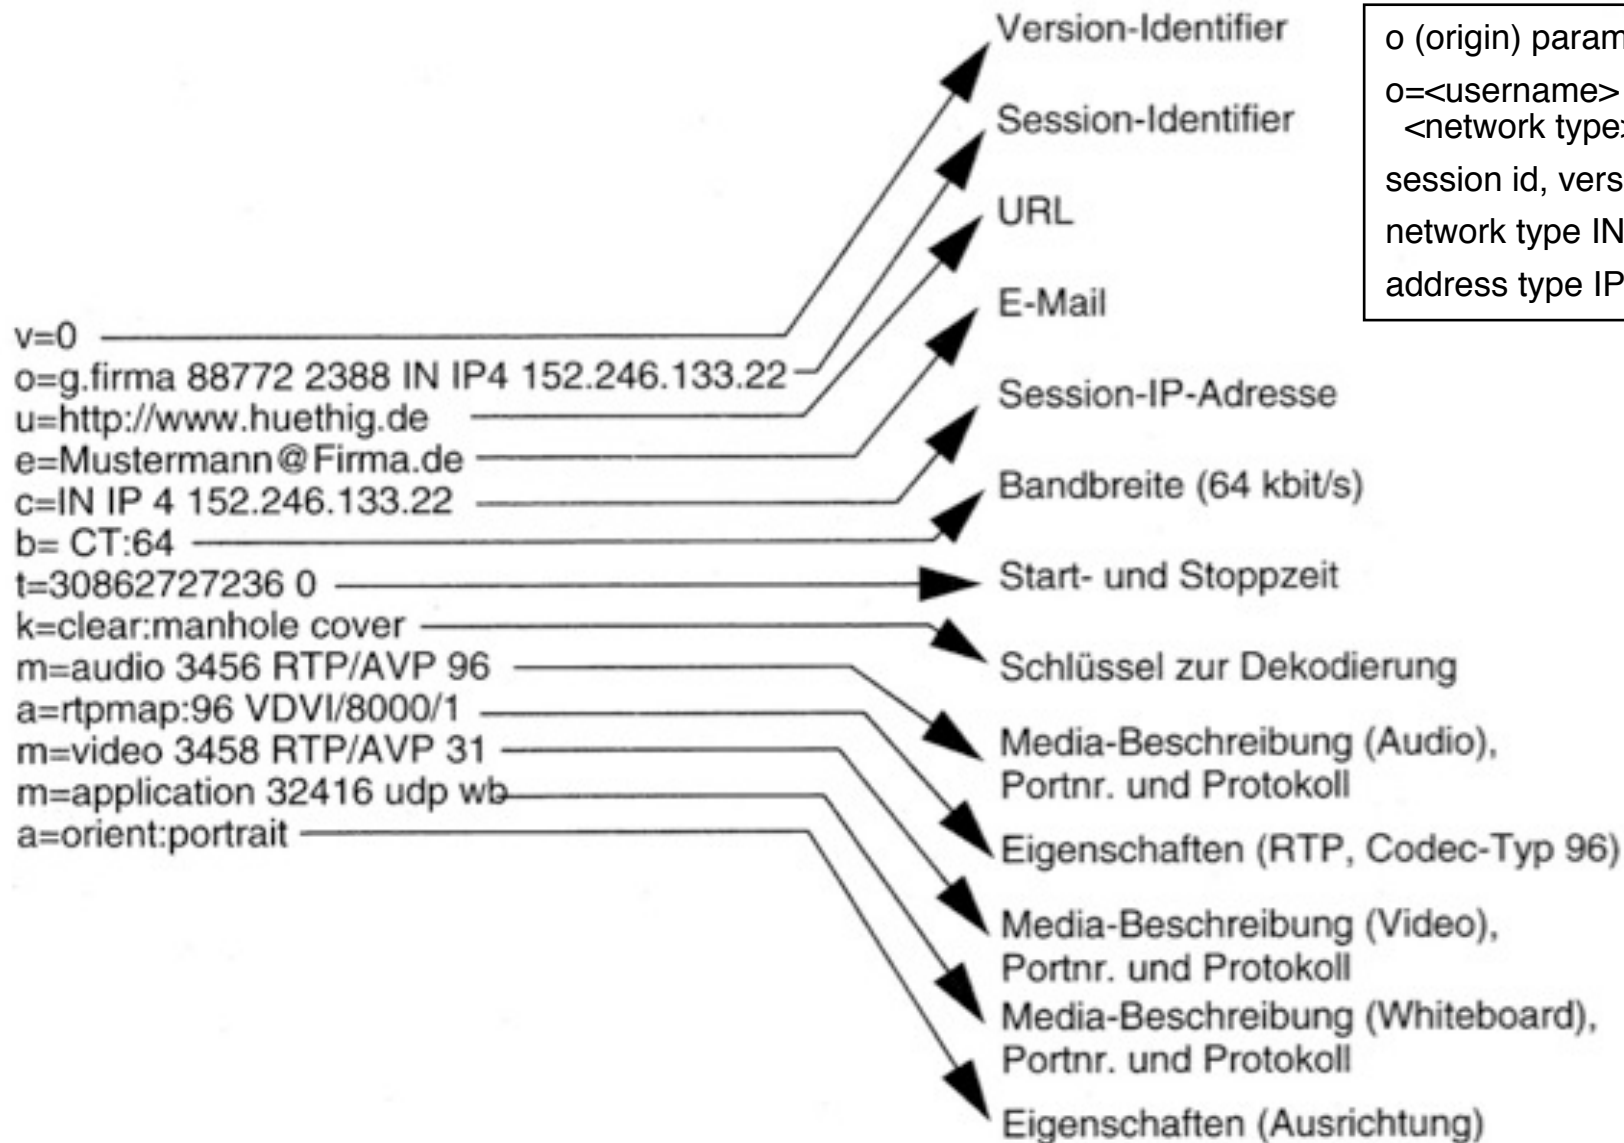 v=0
o=g.firma 88772 2388 IN IP4 152.246.133.22
u=http://www.huethig.de
e=Mustermann@Firma.de
c=IN IP 4 152.246.133.22
b= CT:64
t=30862727236 0
k=clear:manhole cover
m=audio 3456 RTP/AVP 96
a=rtpmap:96 VDVI/8000/1
m=video 3458 RTP/AVP 31
m=application 32416 udp wb
a=orient:portrait
Version-Identifier
Session-Identifier
URL
E-Mail
Session-IP-Adresse
Bandbreite (64 kbit/s)
Start- und Stoppzeit
Schlüssel zur Dekodierung
Media-Beschreibung (Audio),
Portnr. und Protokoll
Eigenschaften (RTP, Codec-Typ 96)
Media-Beschreibung (Video),
Portnr. und Protokoll
Media-Beschreibung (Whiteboard),
Portnr. und Protokoll
Eigenschaften (Ausrichtung)
o (origin)
o=<username>
<network
session id,
network type IN
address type